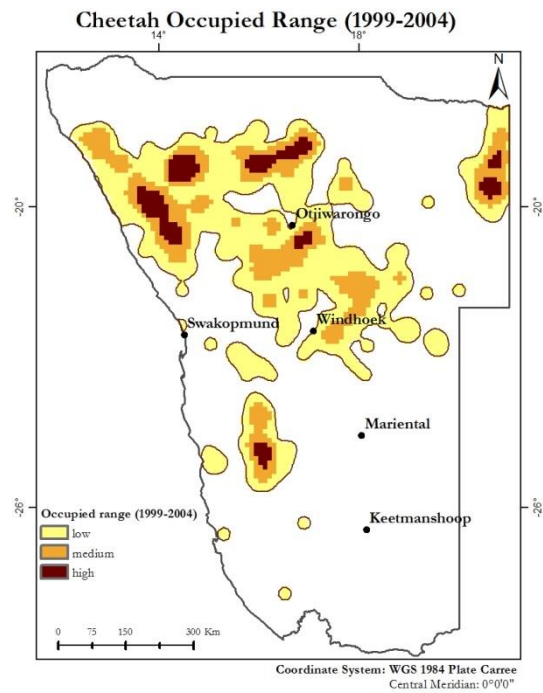 Cheetah Occupied Range (1999-2004)
14°
18°
N
-20°
-20°
Otjiwarongo
Swakopmund
Windhoek
Mariental
-26°
-26°
Keetmanshoop
Occupied range (1999-2004)
low
medium
high
0 75 150 300 Km
Coordinate System: WGS 1984 Plate Carree
Central Meridian: 0°0'0"